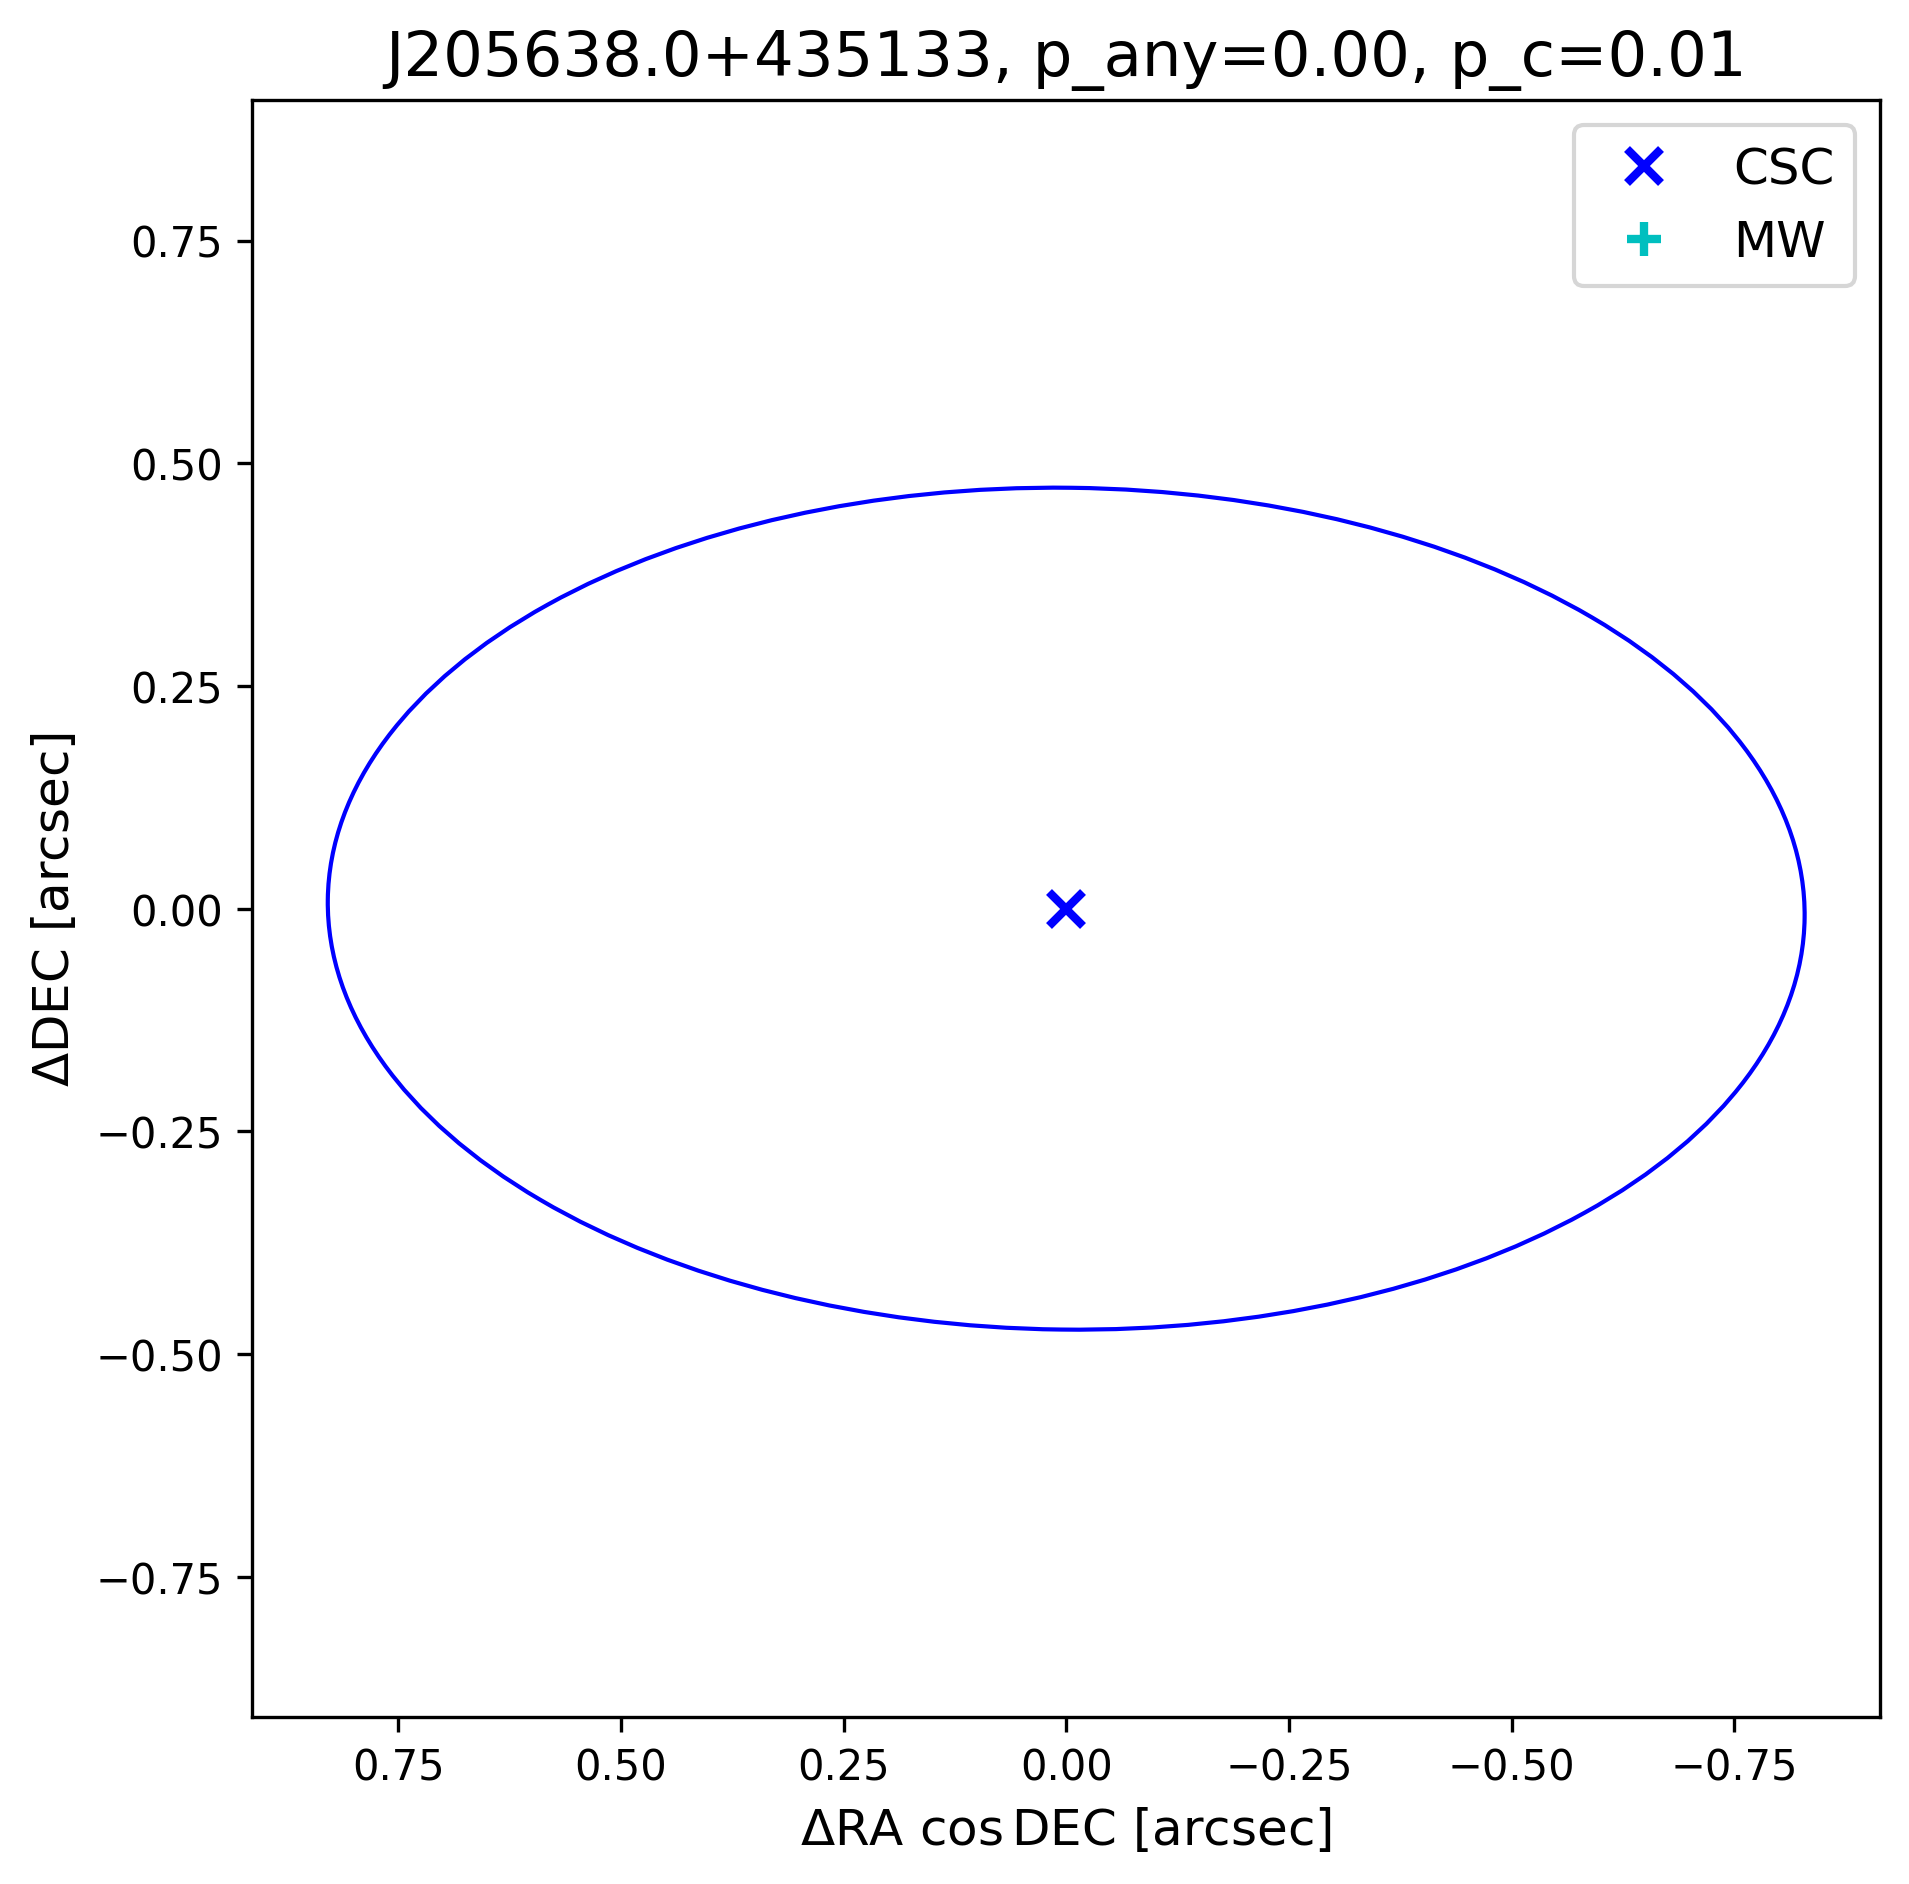 J205638.0+435133, p_any=0.00, p_c=0.01
CSC
MW
0.75
0.50
0.25
0.00
−0.25
−0.50
−0.75
ΔDEC [arcsec]
0.75 0.50 0.25 0.00 −0.25 −0.50 −0.75
ΔRA cos DEC [arcsec]